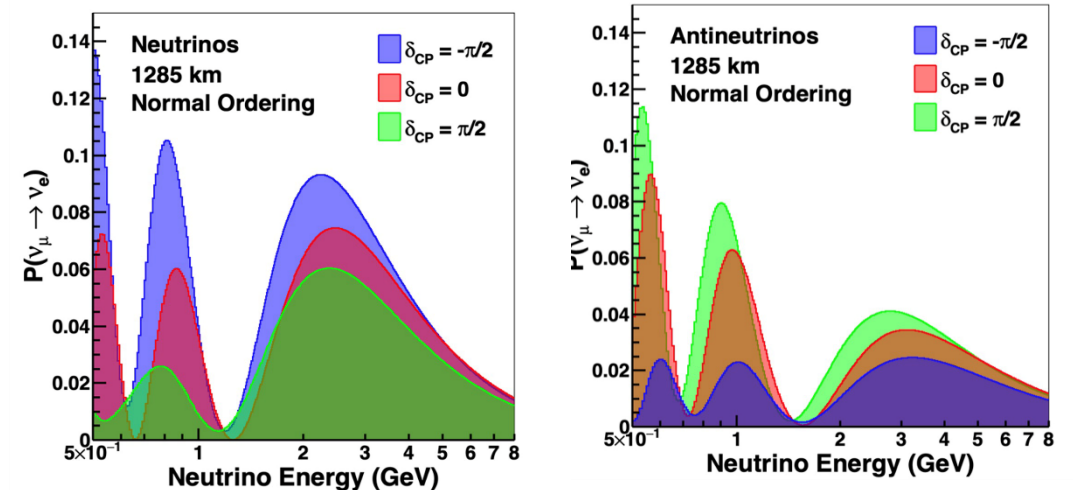 P(νμ → νe)
0.14
0.12
0.1
0.08
0.06
0.04
0.02
0
Neutrinos
1285 km
Normal Ordering
δCP = -π/2
δCP = 0
δCP = π/2
5×10⁻¹ 1 2 3 4 5 6 7 8
Neutrino Energy (GeV)
P(νμ → νe)
0.14
0.12
0.1
0.08
0.06
0.04
0.02
0
Antineutrinos
1285 km
Normal Ordering
δCP = -π/2
δCP = 0
δCP = π/2
5×10⁻¹ 1 2 3 4 5 6 7 8
Neutrino Energy (GeV)